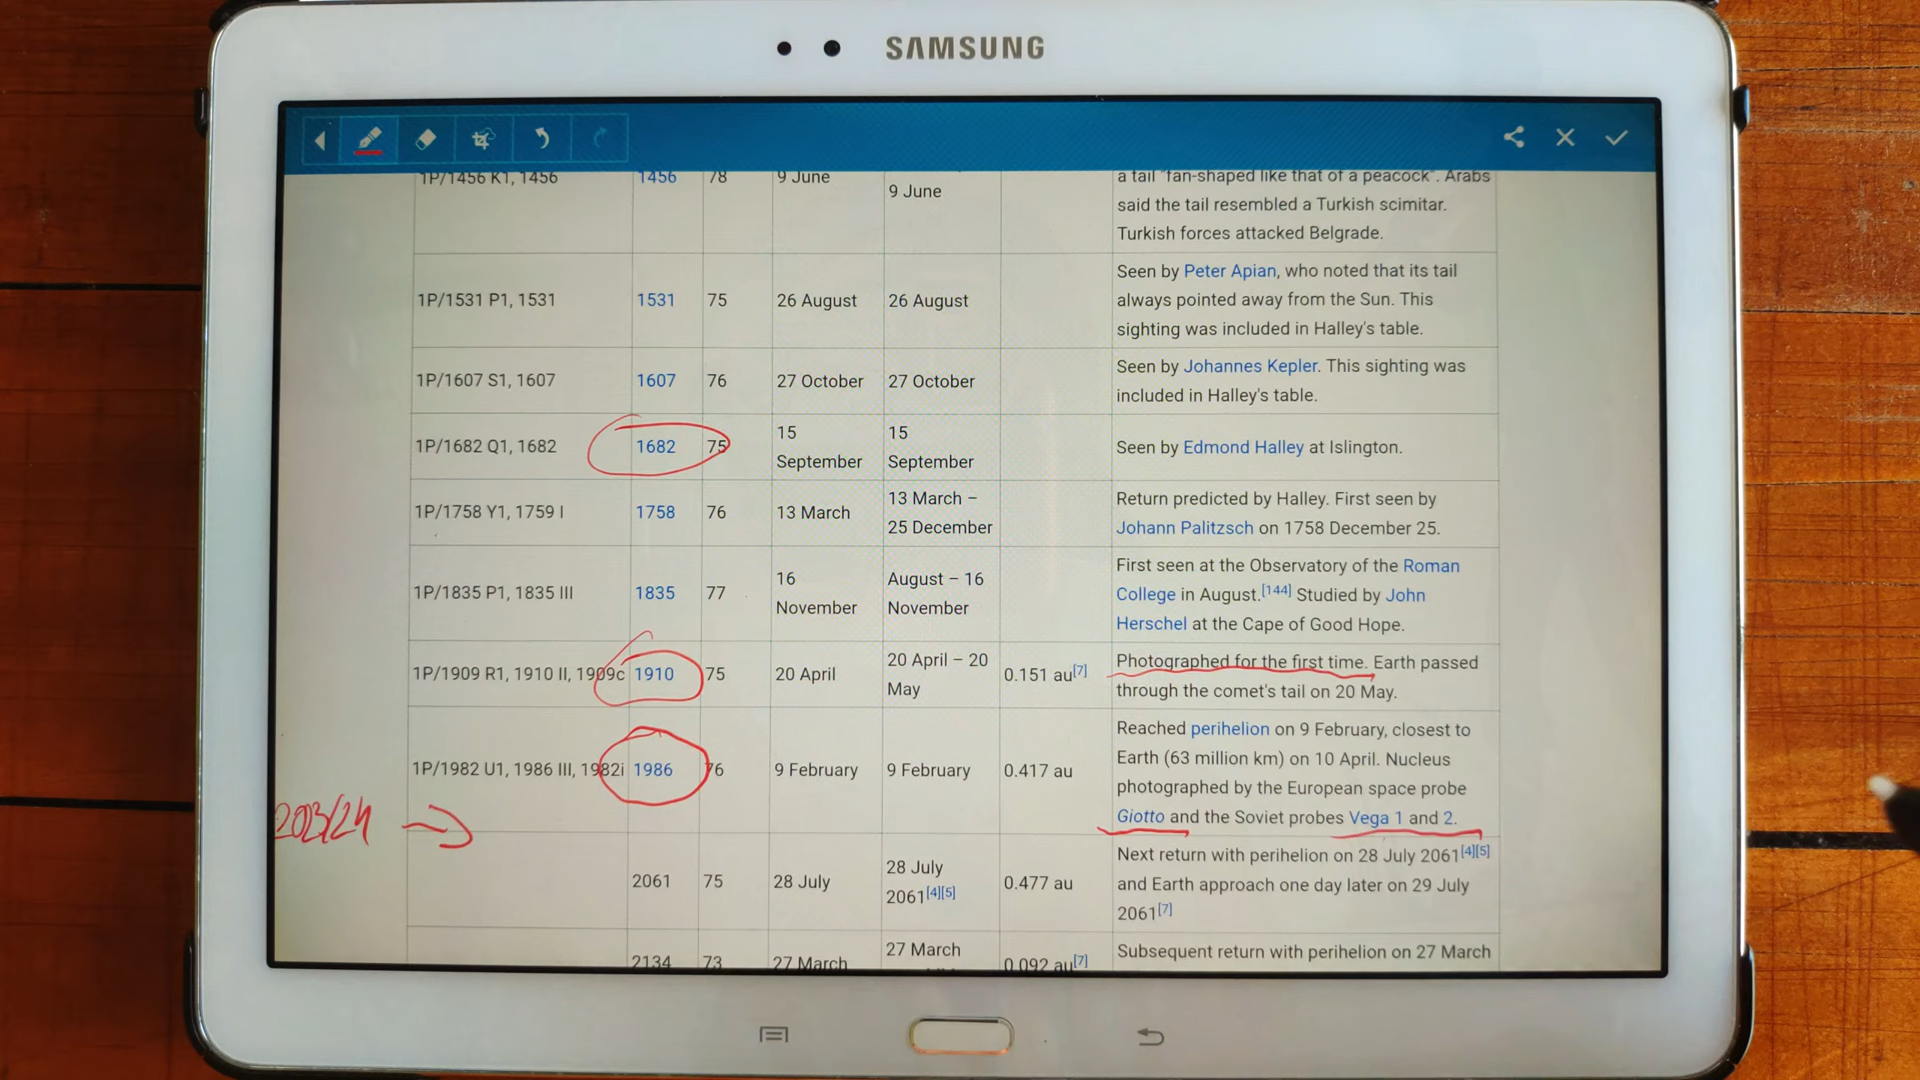 SAMSUNG
1P/1456 K1, 1456 1456 78 9 June 9 June a tail "fan-shaped like that of a peacock". Arabs
said the tail resembled a Turkish scimitar.
Turkish forces attacked Belgrade.
1P/1531 P1, 1531 1531 75 26 August 26 August Seen by Peter Apian, who noted that its tail
always pointed away from the Sun. This
sighting was included in Halley's table.
1P/1607 S1, 1607 1607 76 27 October 27 October Seen by Johannes Kepler. This sighting was
included in Halley's table.
1P/1682 Q1, 1682 1682 75 15 September 15 September Seen by Edmond Halley at Islington.
1P/1758 Y1, 1759 I 1758 76 13 March 13 March – 25 December Return predicted by Halley. First seen by
Johann Palitzsch on 1758 December 25.
1P/1835 P1, 1835 III 1835 77 16 November August – 16 November First seen at the Observatory of the Roman
College in August.[144] Studied by John
Herschel at the Cape of Good Hope.
1P/1909 R1, 1910 II, 1909c 1910 75 20 April 20 April – 20 May 0.151 au[7] Photographed for the first time. Earth passed
through the comet's tail on 20 May.
1P/1982 U1, 1986 III, 1982i 1986 76 9 February 9 February 0.417 au Reached perihelion on 9 February, closest to
Earth (63 million km) on 10 April. Nucleus
photographed by the European space probe
Giotto and the Soviet probes Vega 1 and 2.
2023/24
2061 75 28 July 28 July 2061[4][5] 0.477 au Next return with perihelion on 28 July 2061[4][5]
and Earth approach one day later on 29 July
2061[7]
2134 73 27 March 27 March 0.092 au[7] Subsequent return with perihelion on 27 March